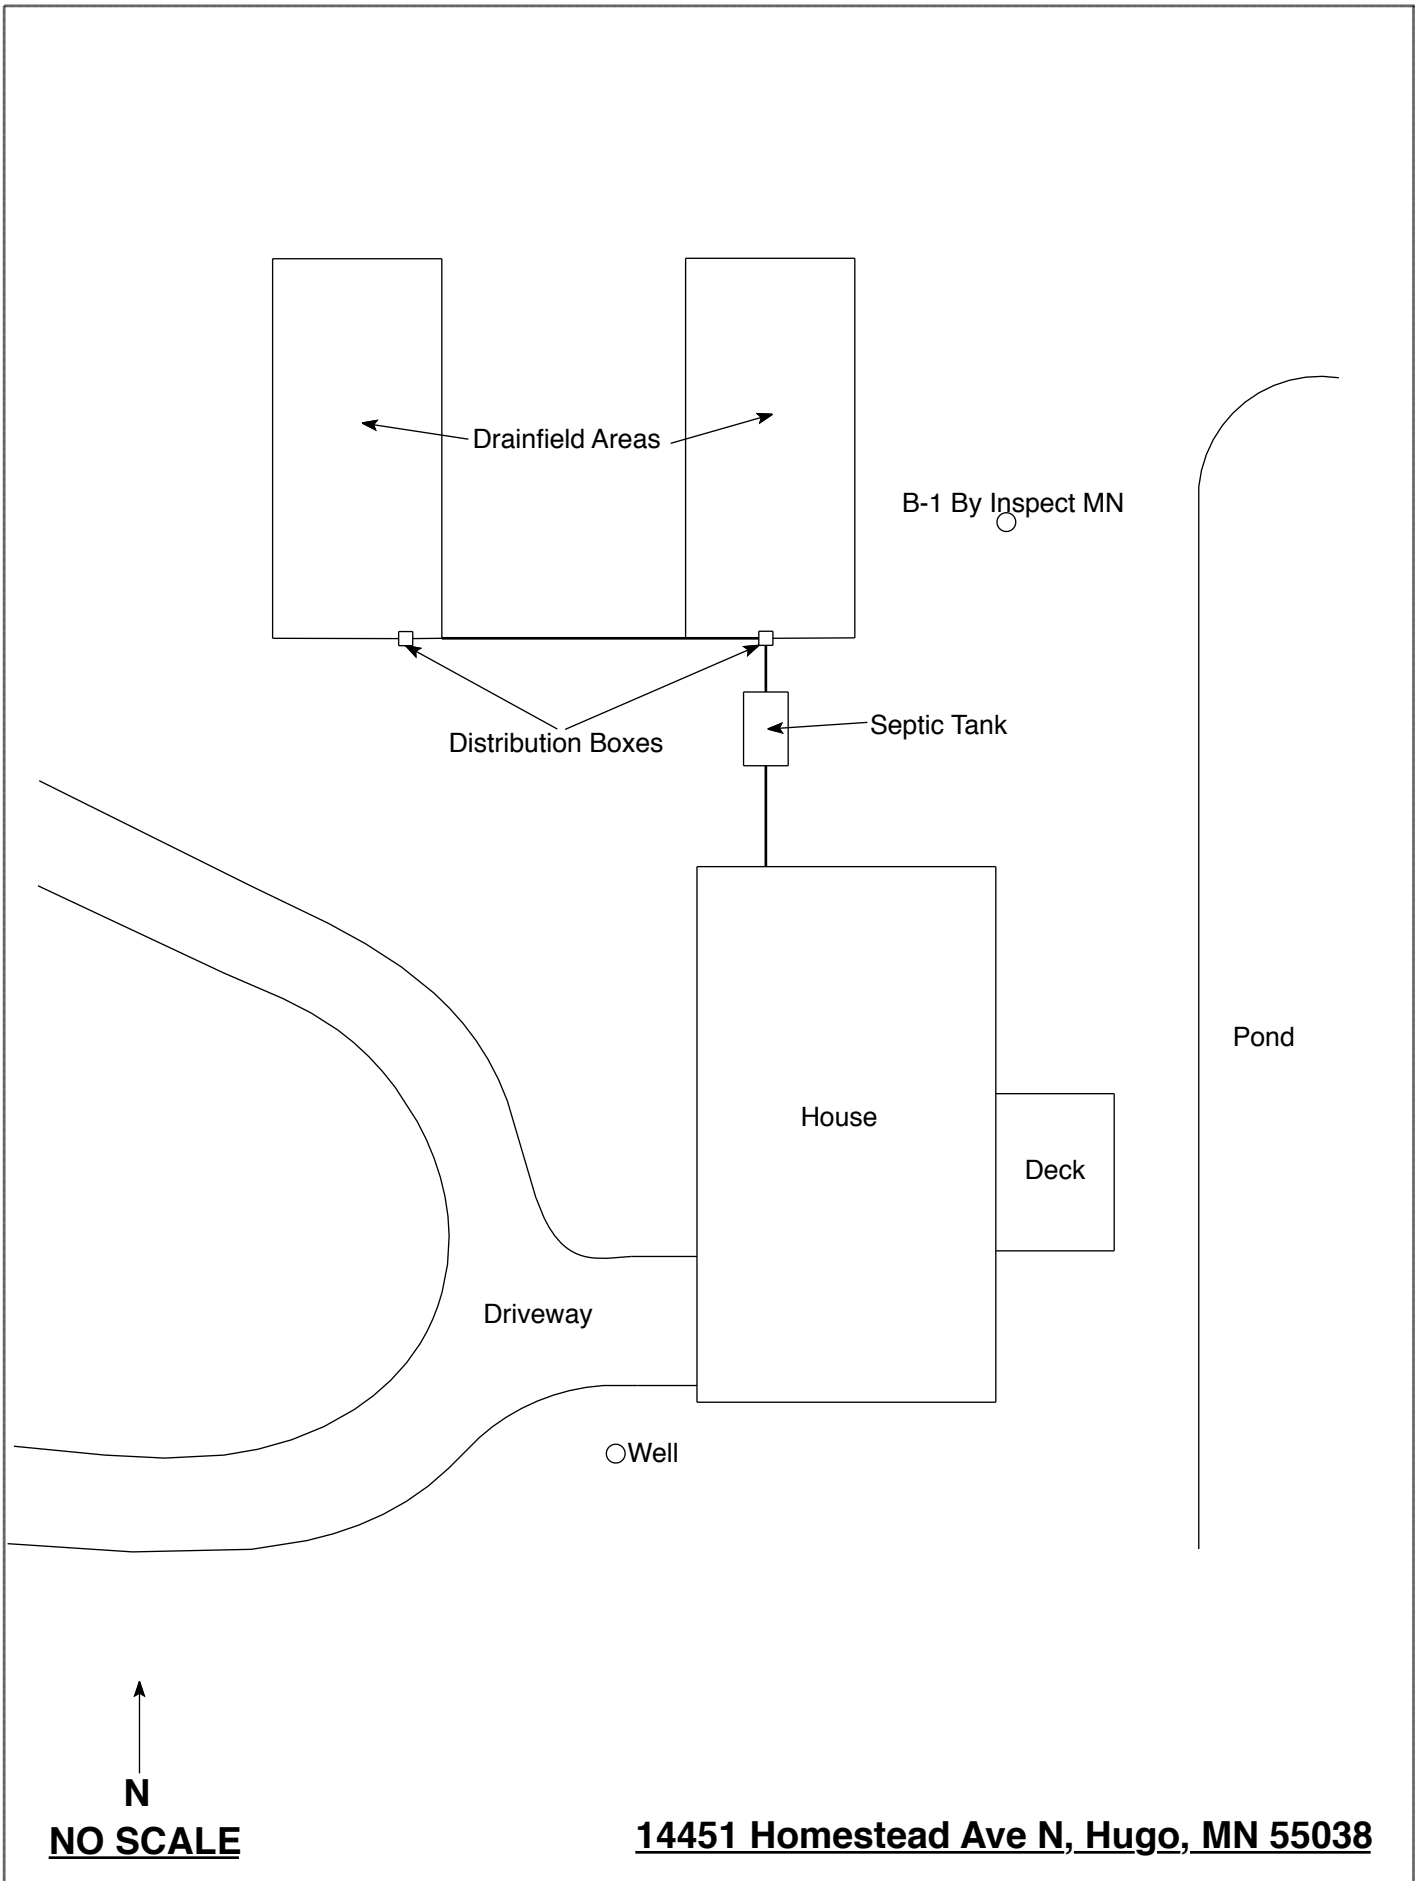 Drainfield Areas
B-1 By Inspect MN
Septic Tank
Distribution Boxes
Pond
House
Deck
Driveway
Well
N
NO SCALE
14451 Homestead Ave N, Hugo, MN 55038